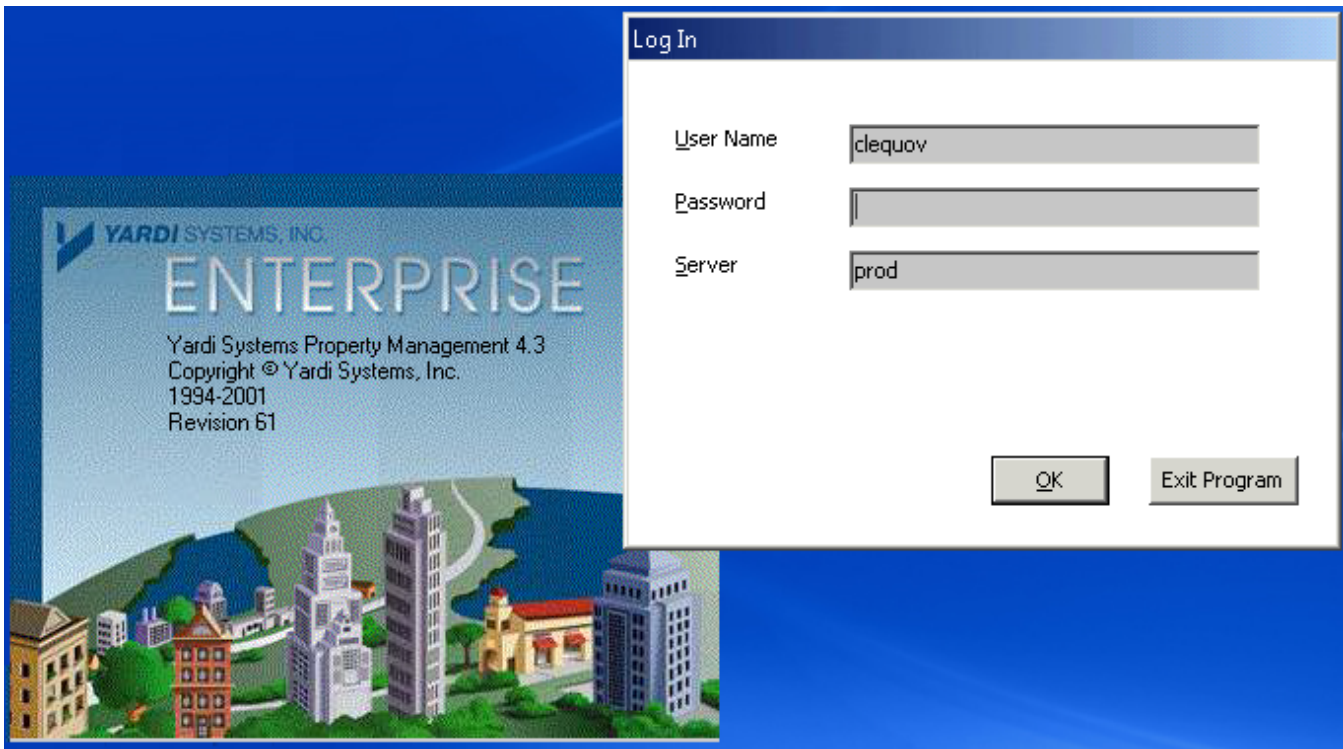 Log In
User Name
clequov
Password
Server
prod
OK
Exit Program
YARDI SYSTEMS, INC.
ENTERPRISE
Yardi Systems Property Management 4.3
Copyright © Yardi Systems, Inc.
1994-2001
Revision 61